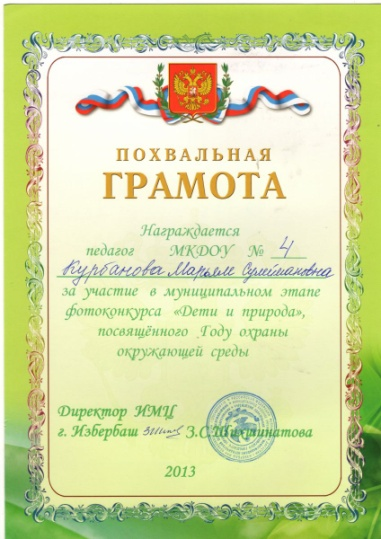 ПОХВАЛЬНАЯ
ГРАМОТА
Награждается
педагог МКДОУ № 4
Курбанова Марьям Сулеймановна
за участие в муниципальном этапе
фотоконкурса «Дети и природа»,
посвящённого Году охраны
окружающей среды
Директор ИМЦ
г. Избербаш З.С.
2013